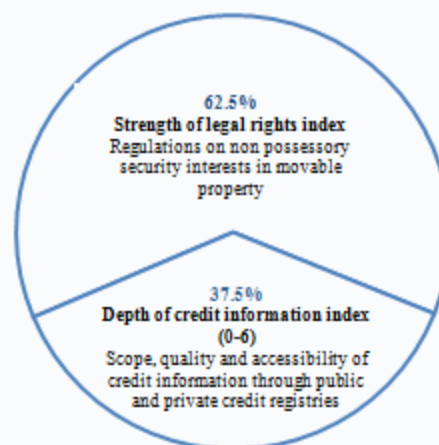 62.5%
Strength of legal rights index
Regulations on non possessory
security interests in movable
property
37.5%
Depth of credit information index
(0-6)
Scope, quality and accessibility of
credit information through public
and private credit registries